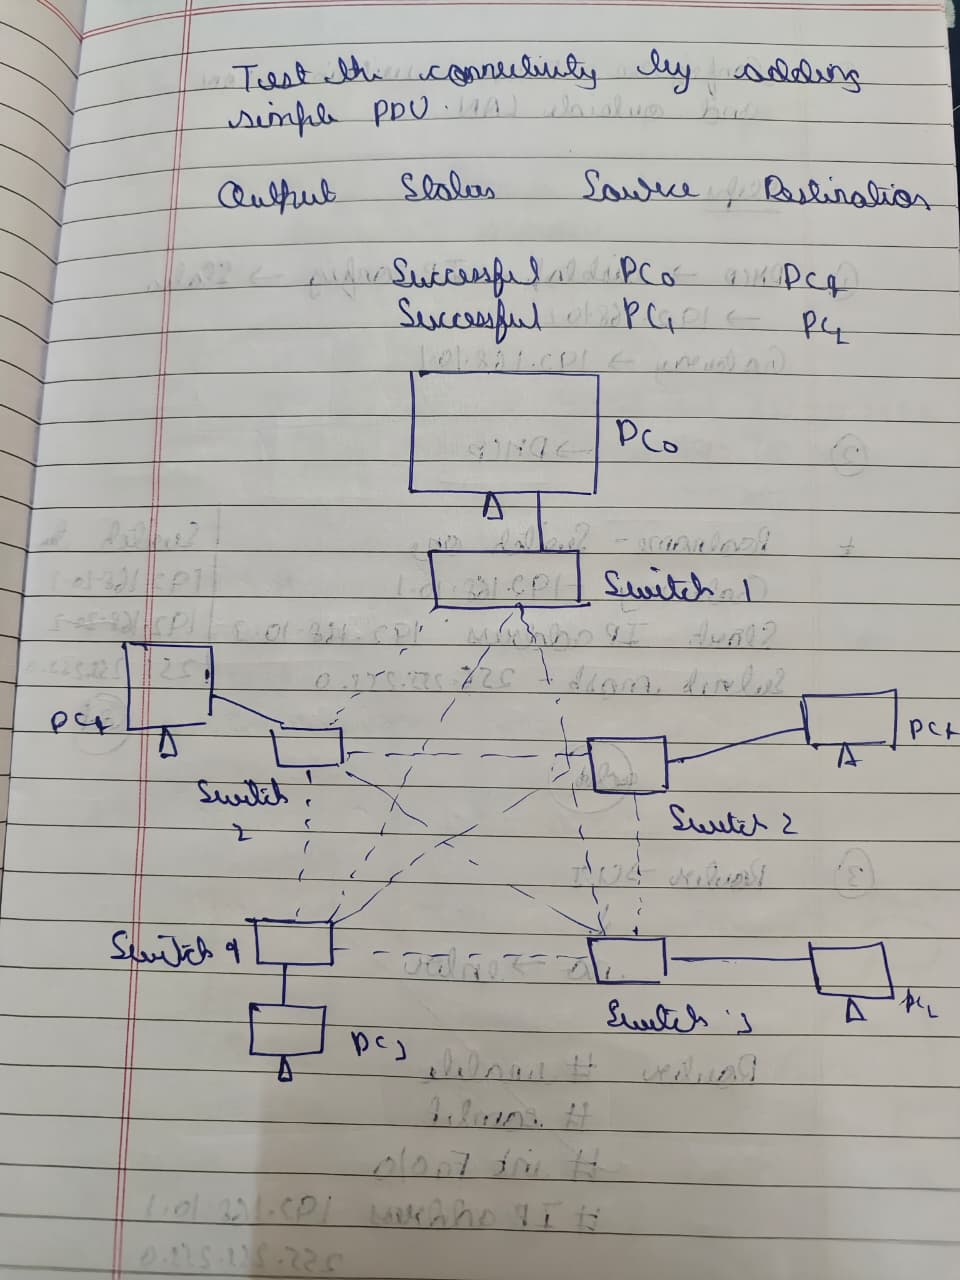 Test the connectivity by adding
simple PDU.
Output Status Source Destination
Successful PC0 PC4
Successful PC1 PC2
PC0
Switch 1
PC4
PC1
Switch
2
Switch 2
Switch 4
Switch 3
PC2
PC3